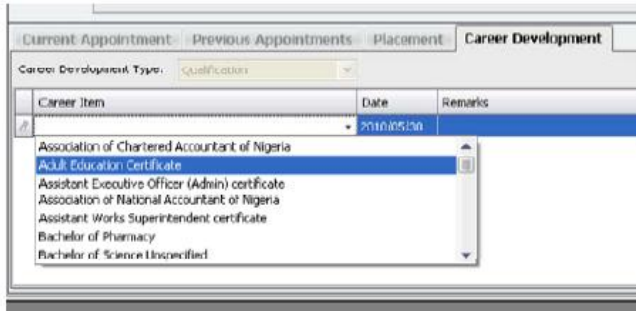 Current Appointment Previous Appointments Placement Career Development
Career Development Type: Qualification
Career Item Date Remarks
2010/05/30
Association of Chartered Accountant of Nigeria
Adult Education Certificate
Assistant Executive Officer (Admin) certificate
Association of National Accountant of Nigeria
Assistant Works Superintendent certificate
Bachelor of Pharmacy
Bachelor of Science Unspecified